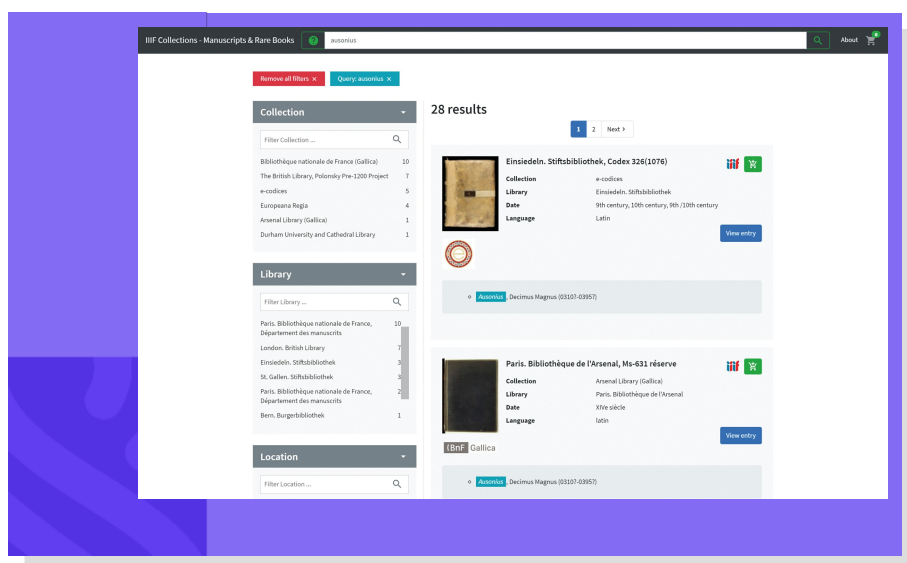 IIIF Collections - Manuscripts & Rare Books ? ausonius About 0
Remove all filters × Query: ausonius ×
Collection
Filter Collection ...
Bibliothèque nationale de France (Gallica) 10
The British Library, Polonsky Pre-1200 Project 7
e-codices 5
Europeana Regia 4
Arsenal Library (Gallica) 1
Durham University and Cathedral Library 1
Library
Filter Library ...
Paris. Bibliothèque nationale de France, 10
Département des manuscrits
London. British Library 7
Einsiedeln. Stiftsbibliothek 3
St. Gallen. Stiftsbibliothek 3
Paris. Bibliothèque nationale de France, 2
Département des manuscrits
Bern. Burgerbibliothek 1
Location
Filter Location ...
28 results
1 2 Next ›
Einsiedeln. Stiftsbibliothek, Codex 326(1076) iiif
Collection e-codices
Library Einsiedeln. Stiftsbibliothek
Date 9th century, 10th century, 9th /10th century
Language Latin
View entry
Ausonius , Decimus Magnus (0310?-0395?)
Paris. Bibliothèque de l'Arsenal, Ms-631 réserve iiif
Collection Arsenal Library (Gallica)
Library Paris. Bibliothèque de l'Arsenal
Date XIVe siècle
Language latin
View entry
(BnF Gallica
Ausonius , Decimus Magnus (0310?-0395?)